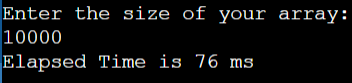 Enter the size of your array:
10000
Elapsed Time is 76 ms